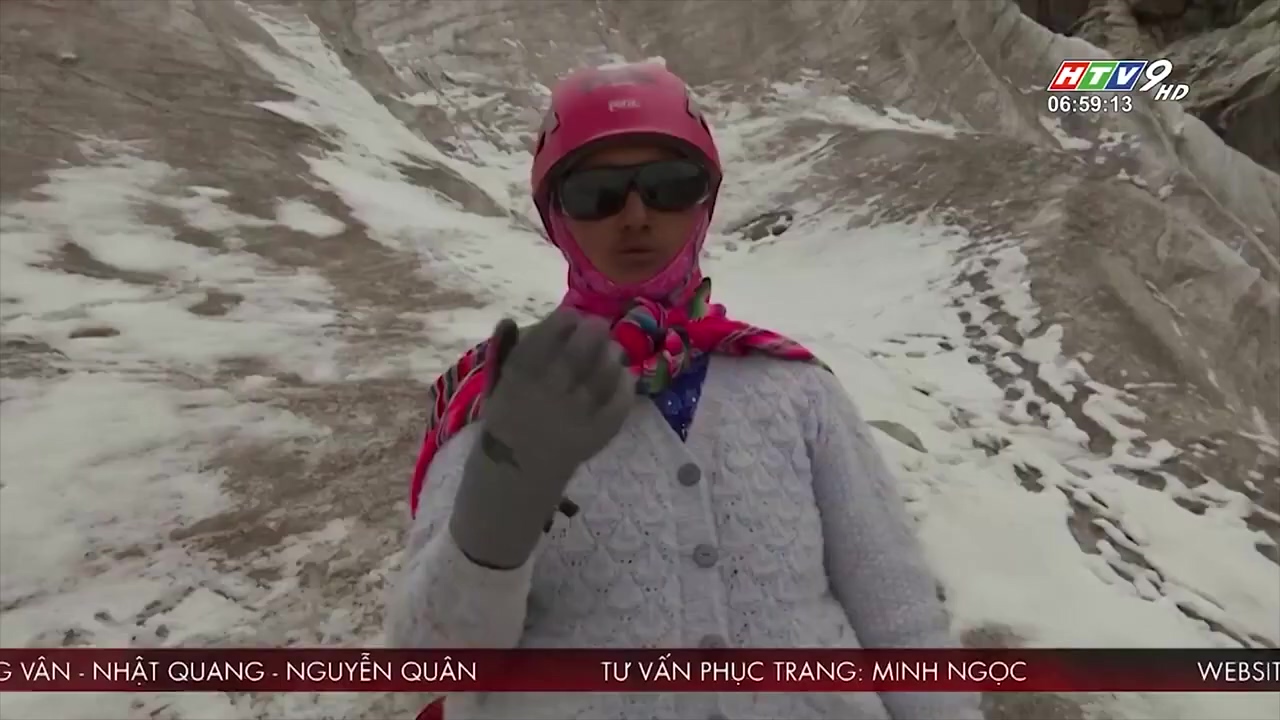 HTV9 HD
06:59:13
G VÂN - NHẬT QUANG - NGUYỄN QUÂN TƯ VẤN PHỤC TRANG: MINH NGỌC WEBSIT